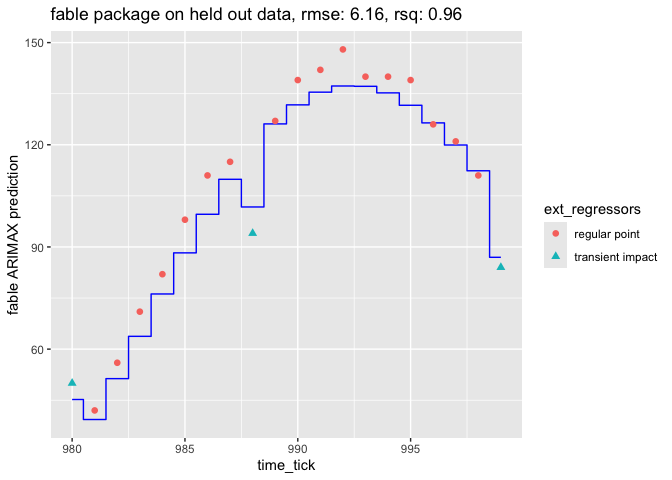 fable package on held out data, rmse: 6.16, rsq: 0.96
fable ARIMAX prediction
150
120
90
60
980
985
990
995
time_tick
ext_regressors
regular point
transient impact